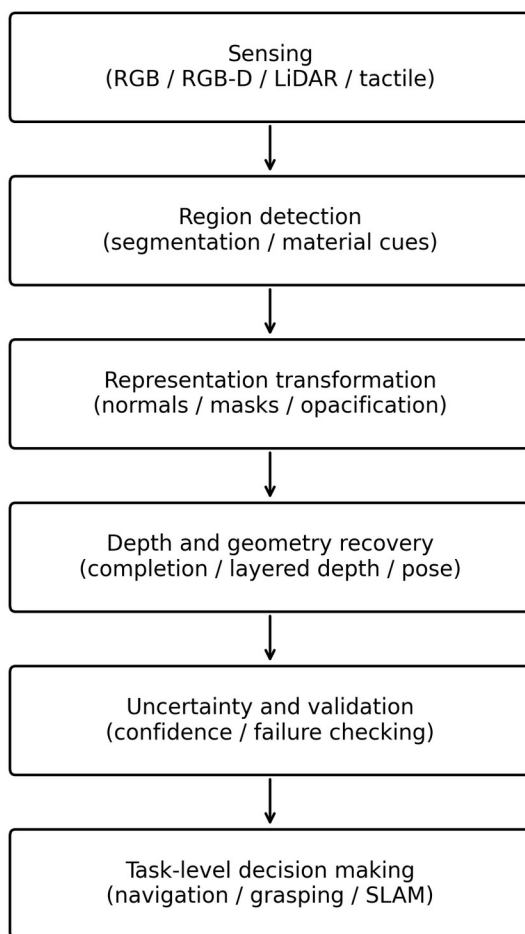 Sensing
(RGB / RGB-D / LiDAR / tactile)
Region detection
(segmentation / material cues)
Representation transformation
(normals / masks / opacification)
Depth and geometry recovery
(completion / layered depth / pose)
Uncertainty and validation
(confidence / failure checking)
Task-level decision making
(navigation / grasping / SLAM)